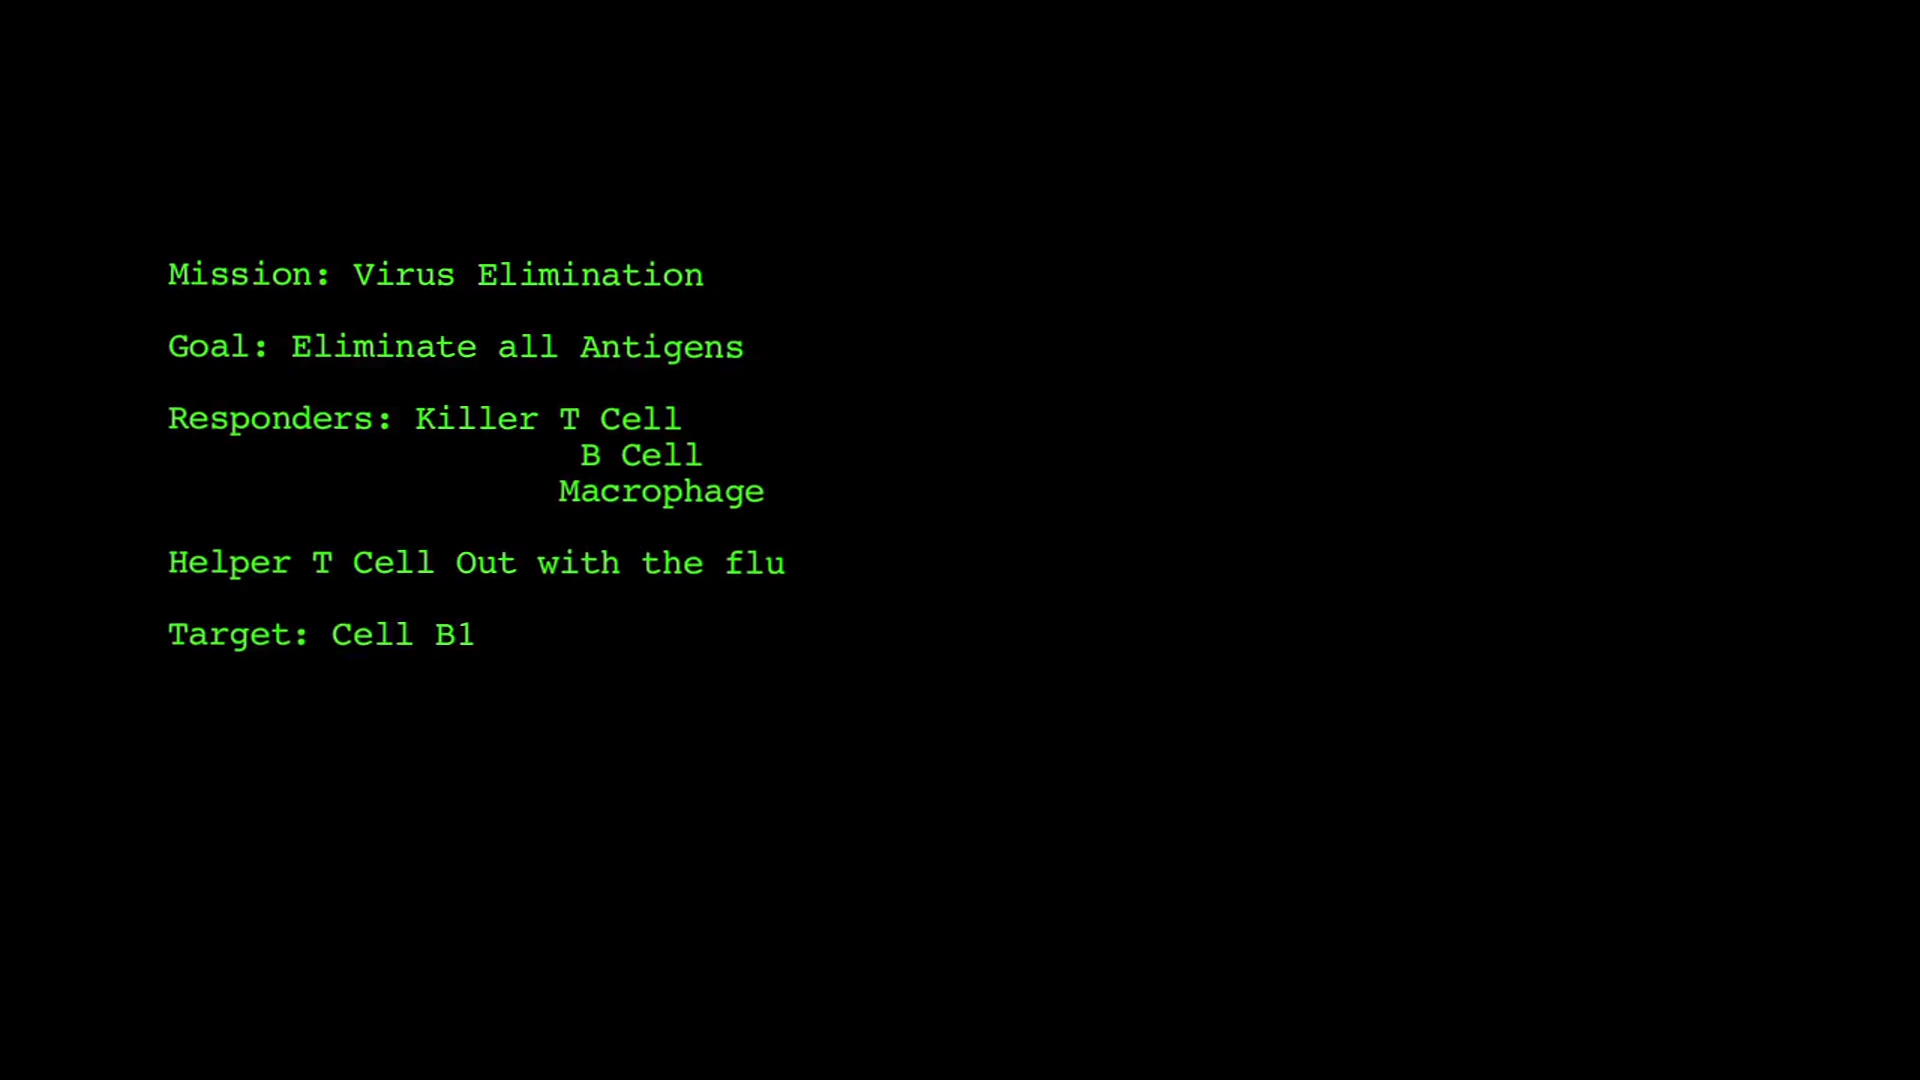 Mission: Virus Elimination
Goal: Eliminate all Antigens
Responders: Killer T Cell
B Cell
Macrophage
Helper T Cell Out with the flu
Target: Cell B1